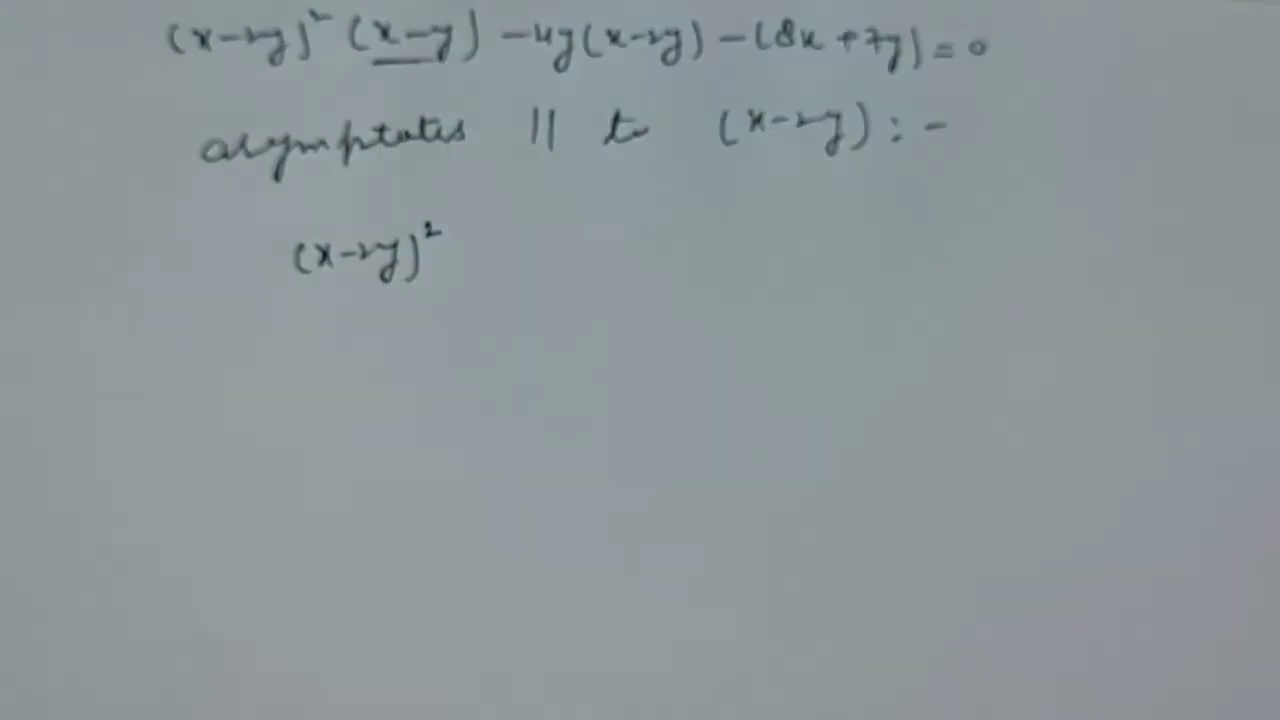 (x-2y)² (x-y) - 4y(x-2y) - (8x+7y) = 0
asymptotes || to (x-2y) : -
(x-2y)²